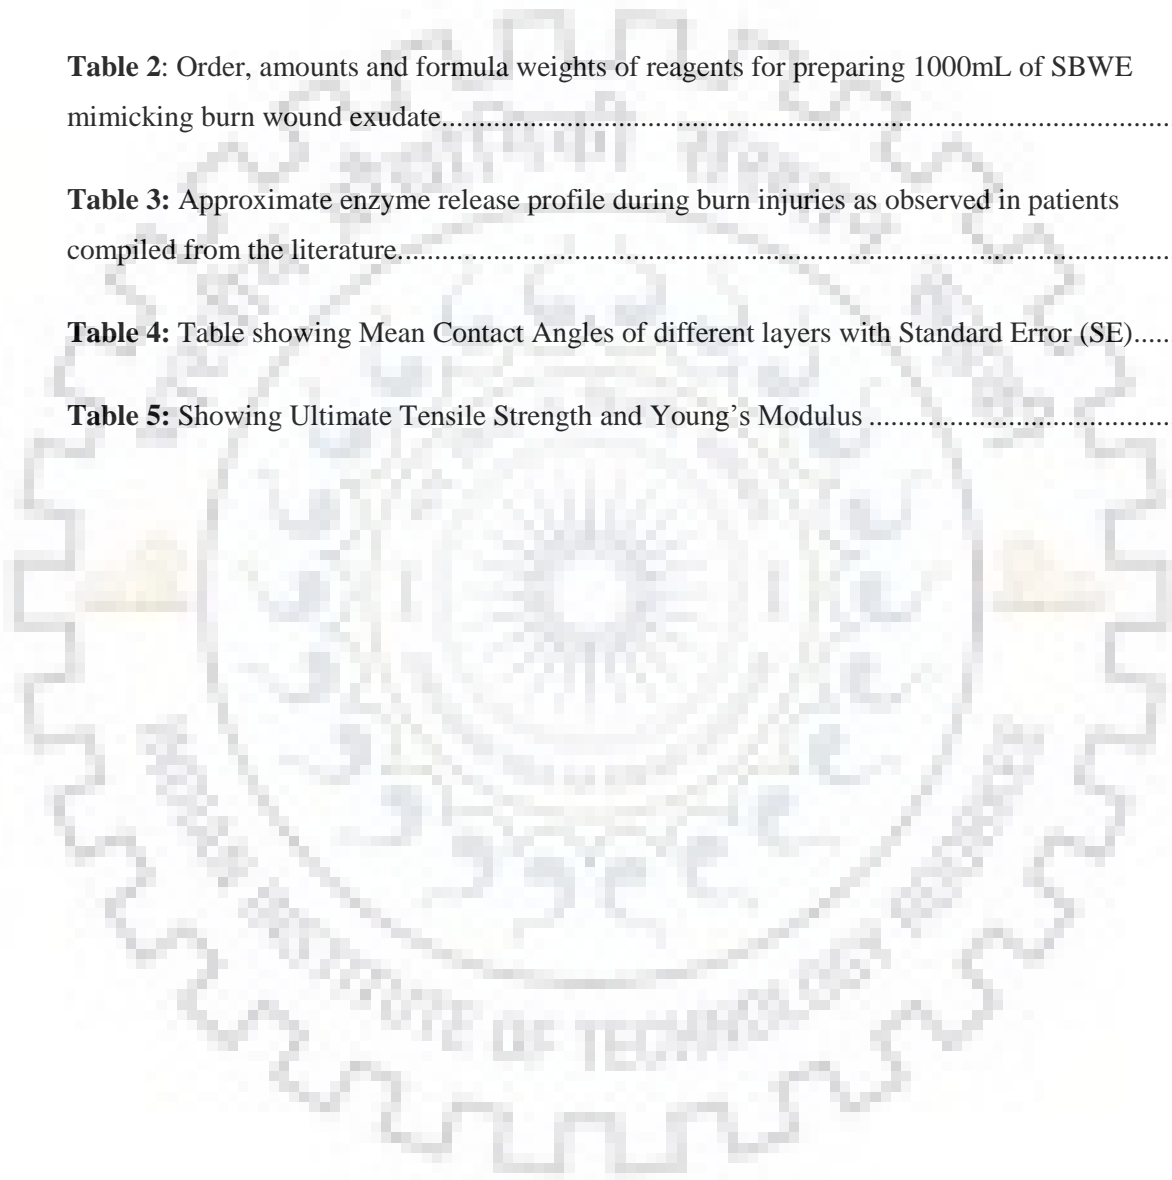 Table 2: Order, amounts and formula weights of reagents for preparing 1000mL of SBWE
mimicking burn wound exudate..........................................................................................
Table 3: Approximate enzyme release profile during burn injuries as observed in patients
compiled from the literature................................................................................................
Table 4: Table showing Mean Contact Angles of different layers with Standard Error (SE).....
Table 5: Showing Ultimate Tensile Strength and Young's Modulus .....................................
INSTITUTE OF TECHNOLOGY